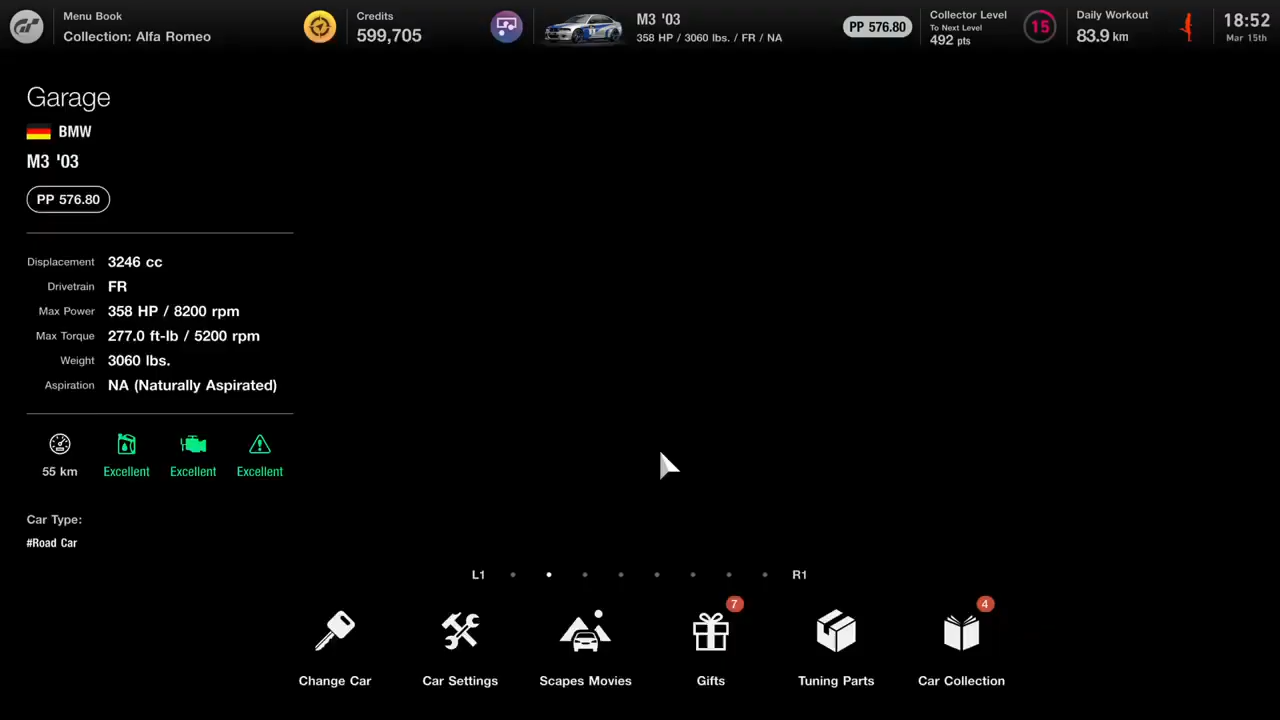 Menu Book
Collection: Alfa Romeo
Credits
599,705
M3 '03
358 HP / 3060 lbs. / FR / NA
PP 576.80
Collector Level
To Next Level
492 pts
15
Daily Workout
83.9 km
18:52
Mar 15th
Garage
BMW
M3 '03
PP 576.80
Displacement 3246 cc
Drivetrain FR
Max Power 358 HP / 8200 rpm
Max Torque 277.0 ft-lb / 5200 rpm
Weight 3060 lbs.
Aspiration NA (Naturally Aspirated)
55 km Excellent Excellent Excellent
Car Type:
#Road Car
L1 R1
7 4
Change Car Car Settings Scapes Movies Gifts Tuning Parts Car Collection